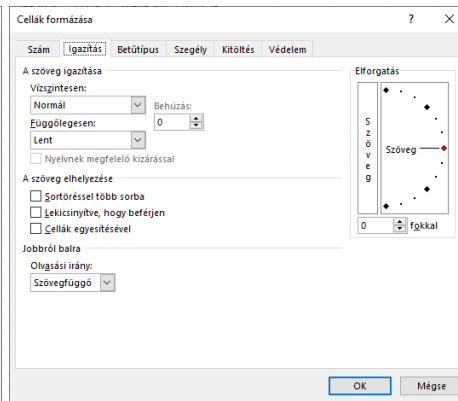 Cellák formázása
Szám Igazítás Betűtípus Szegély Kitöltés Védelem
A szöveg igazítása
Vízszintesen:
Normál
Behúzás:
Függőlegesen:
0
Lent
Nyelvnek megfelelő kizárással
A szöveg elhelyezése
Sortöréssel több sorba
Lekicsinyítve, hogy beférjen
Cellák egyesítésével
Jobbról balra
Olvasási irány:
Szövegfüggő
Elforgatás
Szöveg
Szöveg
0 fokkal
OK Mégse